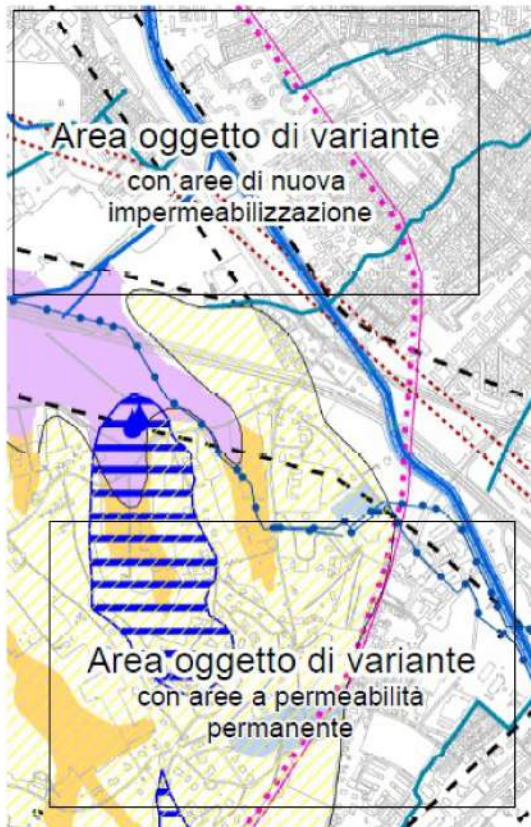 Area oggetto di variante
con aree di nuova
impermeabilizzazione
Area oggetto di variante
con aree a permeabilità
permanente